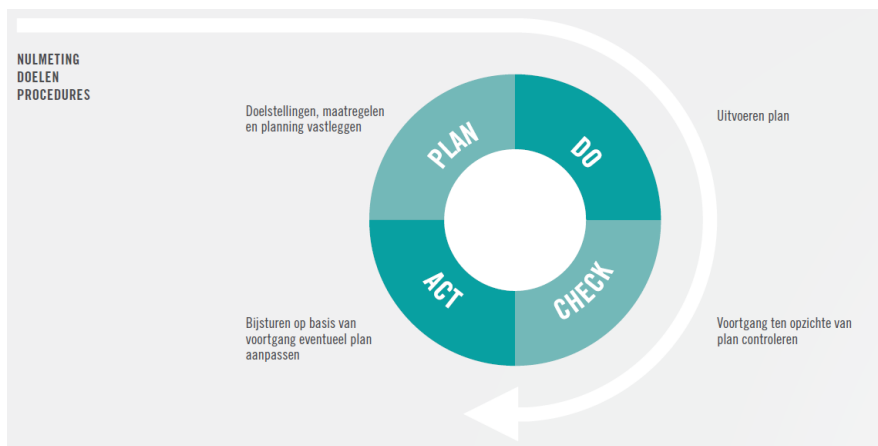 NULMETING
DOELEN
PROCEDURES
Doelstellingen, maatregelen
en planning vastleggen
PLAN
DO
Uitvoeren plan
ACT
CHECK
Bijsturen op basis van
voortgang eventueel plan
aanpassen
Voortgang ten opzichte van
plan controleren